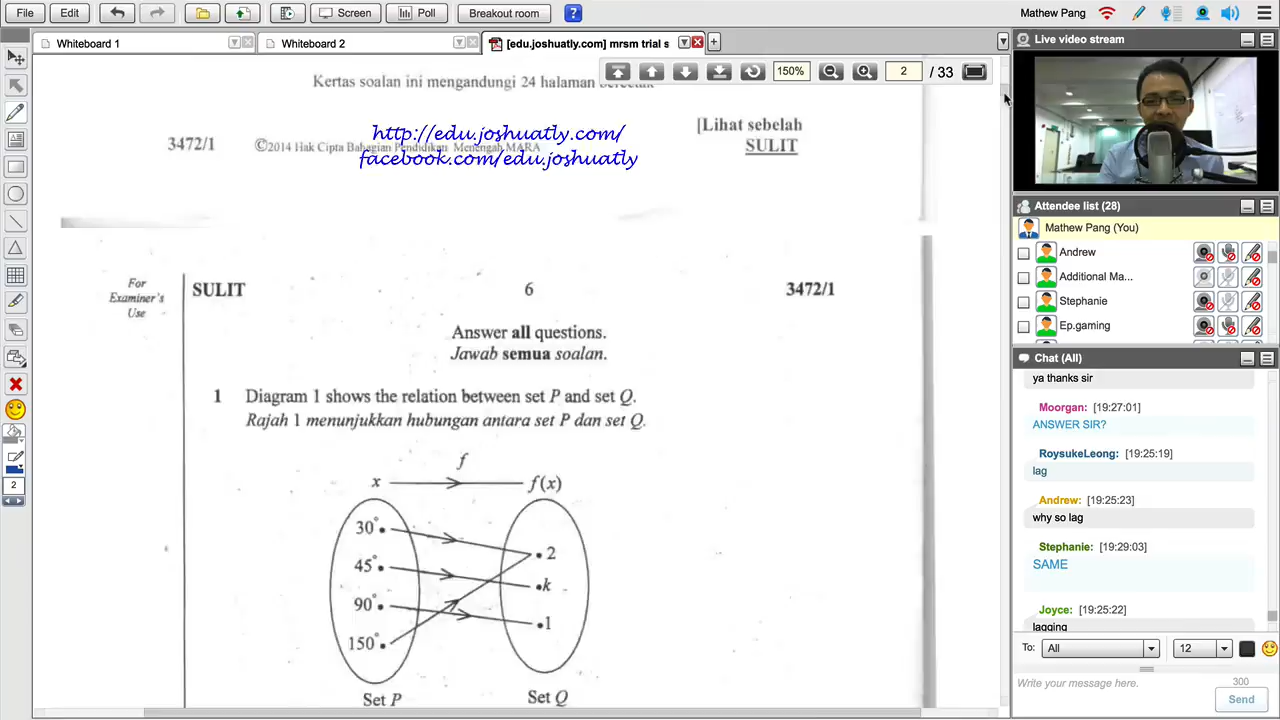 File
Edit
Screen
Poll
Breakout room
?
Mathew Pang
Whiteboard 1
Whiteboard 2
[edu.joshuatly.com] mrsm trial s
150%
2
/ 33
Kertas soalan ini mengandungi 24 halaman bercetak
http://edu.joshuatly.com/
facebook.com/edu.joshuatly
3472/1
©2014 Hak Cipta Bahagian Pendidikan Menengah MARA
[Lihat sebelah
SULIT
For
Examiner's
Use
SULIT
6
3472/1
Answer all questions.
Jawab semua soalan.
1 Diagram 1 shows the relation between set P and set Q.
Rajah 1 menunjukkan hubungan antara set P dan set Q.
f
x
f(x)
30°
45°
90°
150°
2
k
1
Set P
Set Q
2
Live video stream
Attendee list (28)
Mathew Pang (You)
Andrew
Additional Ma...
Stephanie
Ep.gaming
Chat (All)
ya thanks sir
Moorgan: [19:27:01]
ANSWER SIR?
RoysukeLeong: [19:25:19]
lag
Andrew: [19:25:23]
why so lag
Stephanie: [19:29:03]
SAME
Joyce: [19:25:22]
lagging
To:
All
12
Write your message here.
300
Send